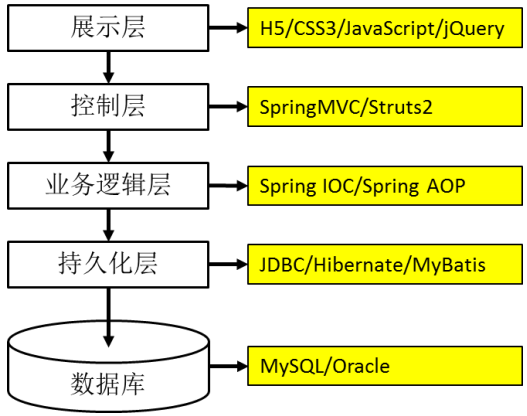 展示层
H5/CSS3/JavaScript/jQuery
控制层
SpringMVC/Struts2
业务逻辑层
Spring IOC/Spring AOP
持久化层
JDBC/Hibernate/MyBatis
数据库
MySQL/Oracle